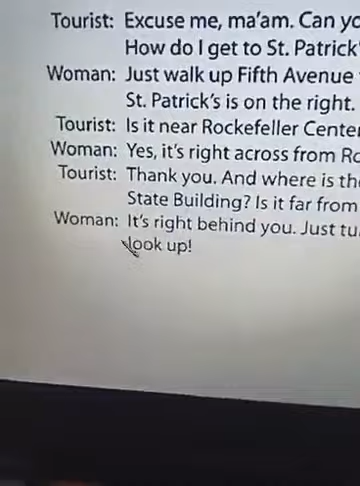 Tourist: Excuse me, ma'am. Can yo
How do I get to St. Patrick'
Woman: Just walk up Fifth Avenue
St. Patrick's is on the right.
Tourist: Is it near Rockefeller Center
Woman: Yes, it's right across from Ro
Tourist: Thank you. And where is the
State Building? Is it far from
Woman: It's right behind you. Just tu
look up!